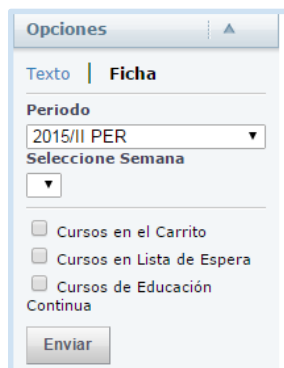 Opciones
Texto | Ficha
Periodo
2015/II PER
Seleccione Semana
Cursos en el Carrito
Cursos en Lista de Espera
Cursos de Educación
Continua
Enviar